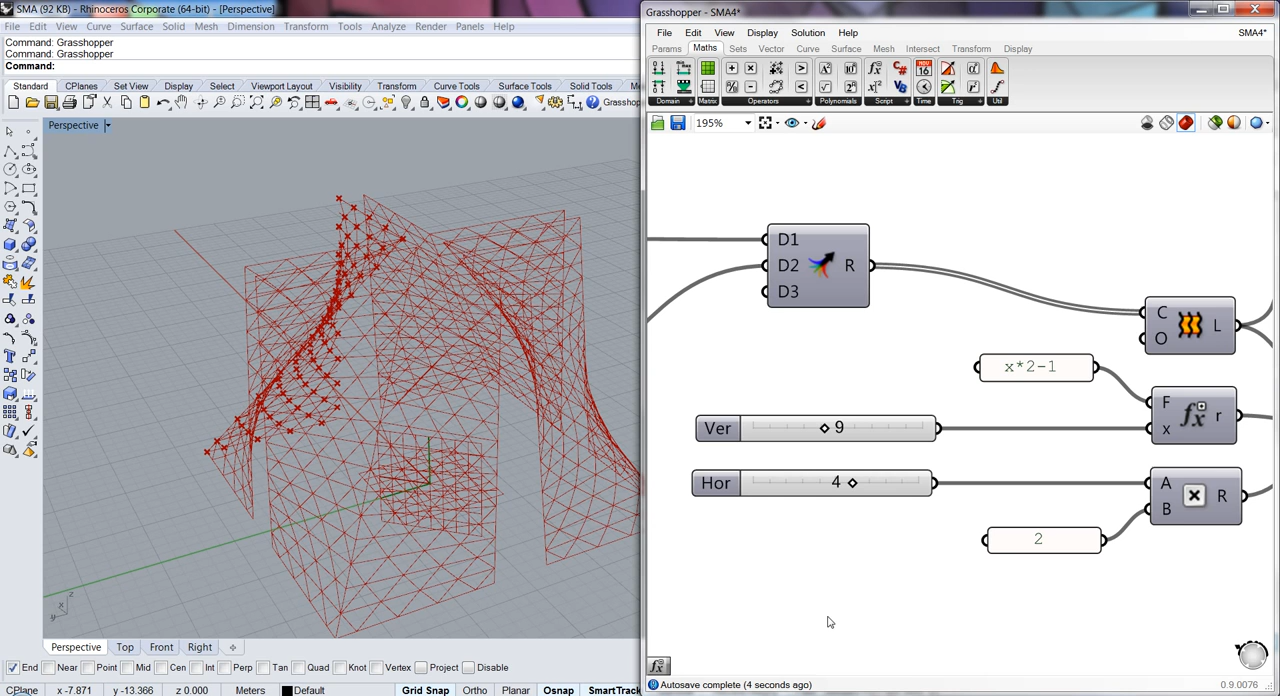 SMA (92 KB) - Rhinoceros Corporate (64-bit) - [Perspective]
File Edit View Curve Surface Solid Mesh Dimension Transform Tools Analyze Render Panels Help
Command: Grasshopper
Command: Grasshopper
Command:
Standard CPlanes Set View Display Select Viewport Layout Visibility Transform Curve Tools Surface Tools Solid Tools
Perspective
z
x
y
Perspective Top Front Right
End Near Point Mid Cen Int Perp Tan Quad Knot Vertex Project Disable
CPlane x -7.871 y -13.366 z 0.000 Meters Default Grid Snap Ortho Planar Osnap SmartTrack
Grasshopper - SMA4*
File Edit View Display Solution Help SMA4*
Params Maths Sets Vector Curve Surface Mesh Intersect Transform Display
Domain Matrix Operators Polynomials Script Time Trig Util
195%
D1
D2 R
D3
C
O L
x*2-1
F
x r
Ver 9
Hor 4
A
B R
2
Autosave complete (4 seconds ago) 0.9.0076